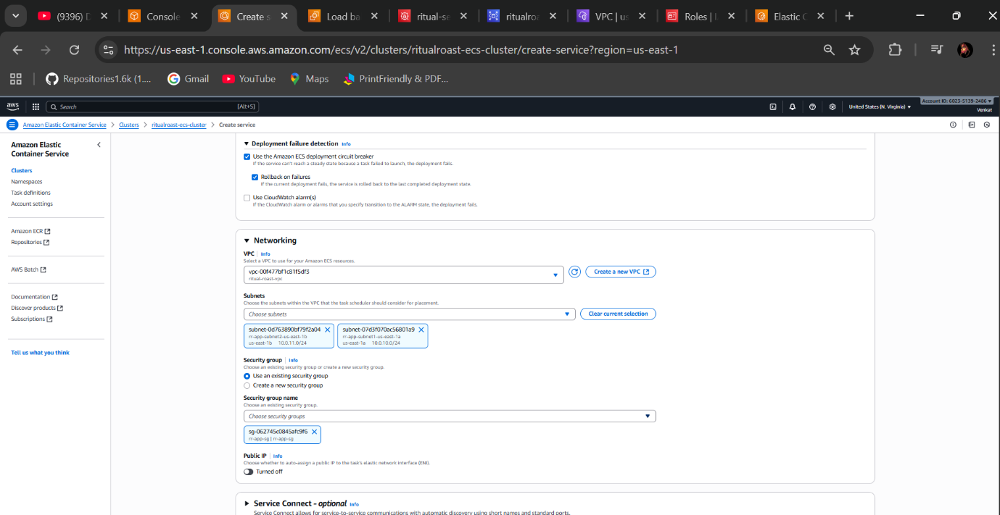 (9396) D
Console
Create s
Load ba
ritual-se
ritualroa
VPC | us
Roles | I
Elastic C
https://us-east-1.console.aws.amazon.com/ecs/v2/clusters/ritualroast-ecs-cluster/create-service?region=us-east-1
Repositories1.6k (1....
Gmail
YouTube
Maps
PrintFriendly & PDF...
aws
Search
[Alt+S]
United States (N. Virginia)
Account ID: 6023-5139-2486
Venkat
Amazon Elastic Container Service
Clusters
ritualroast-ecs-cluster
Create service
Amazon Elastic
Container Service
Clusters
Namespaces
Task definitions
Account settings
Amazon ECR
Repositories
AWS Batch
Documentation
Discover products
Subscriptions
Tell us what you think
Deployment failure detection Info
Use the Amazon ECS deployment circuit breaker
If the service can't reach a steady state because a task failed to launch, the deployment fails.
Rollback on failures
If the current deployment fails, the service is rolled back to the last completed deployment state.
Use CloudWatch alarm(s)
If the CloudWatch alarm or alarms that you specify transition to the ALARM state, the deployment fails.
Networking
VPC | Info
Select a VPC to use for your Amazon ECS resources.
vpc-00f477bf1c81f5df3
ritual-roast-vpc
Create a new VPC
Subnets
Choose the subnets within the VPC that the task scheduler should consider for placement.
Choose subnets
Clear current selection
subnet-0d763890bf79f2a04
rr-app-subnet2-us-east-1b
us-east-1b 10.0.11.0/24
subnet-07d3f070ac56801a9
rr-app-subnet1-us-east-1a
us-east-1a 10.0.10.0/24
Security group | Info
Choose an existing security group or create a new security group.
Use an existing security group
Create a new security group
Security group name
Choose an existing security group.
Choose security groups
sg-062745c0845afc9f6
rr-app-sg | rr-app-sg
Public IP | Info
Choose whether to auto-assign a public IP to the task's elastic network interface (ENI).
Turned off
Service Connect - optional Info
Service Connect allows for service-to-service communications with automatic discovery using short names and standard ports.